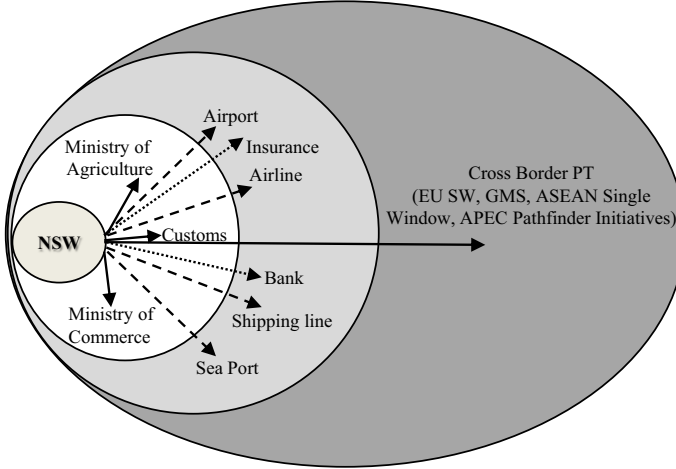 Airport
Ministry of
Agriculture
Insurance
Airline
Cross Border PT
(EU SW, GMS, ASEAN Single
Window, APEC Pathfinder Initiatives)
NSW
Customs
Bank
Ministry of
Commerce
Shipping line
Sea Port